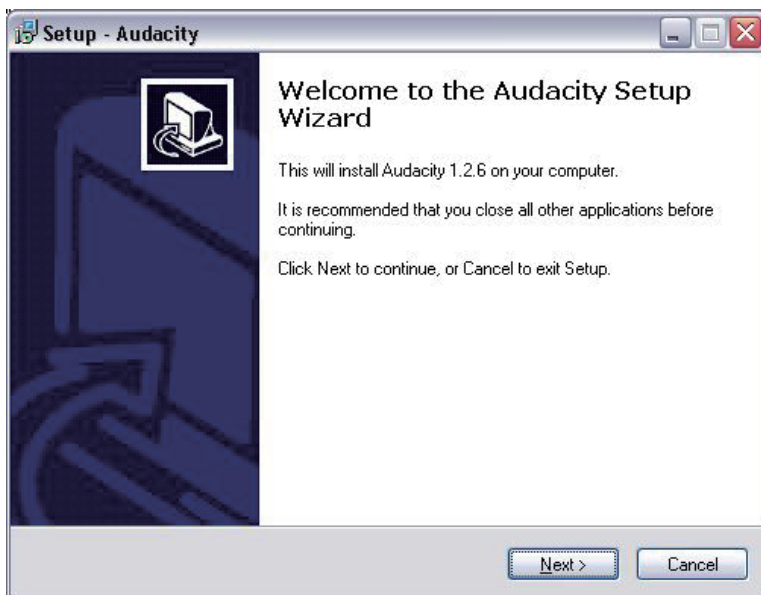 Setup - Audacity
Welcome to the Audacity Setup
Wizard
This will install Audacity 1.2.6 on your computer.
It is recommended that you close all other applications before
continuing.
Click Next to continue, or Cancel to exit Setup.
Next >
Cancel